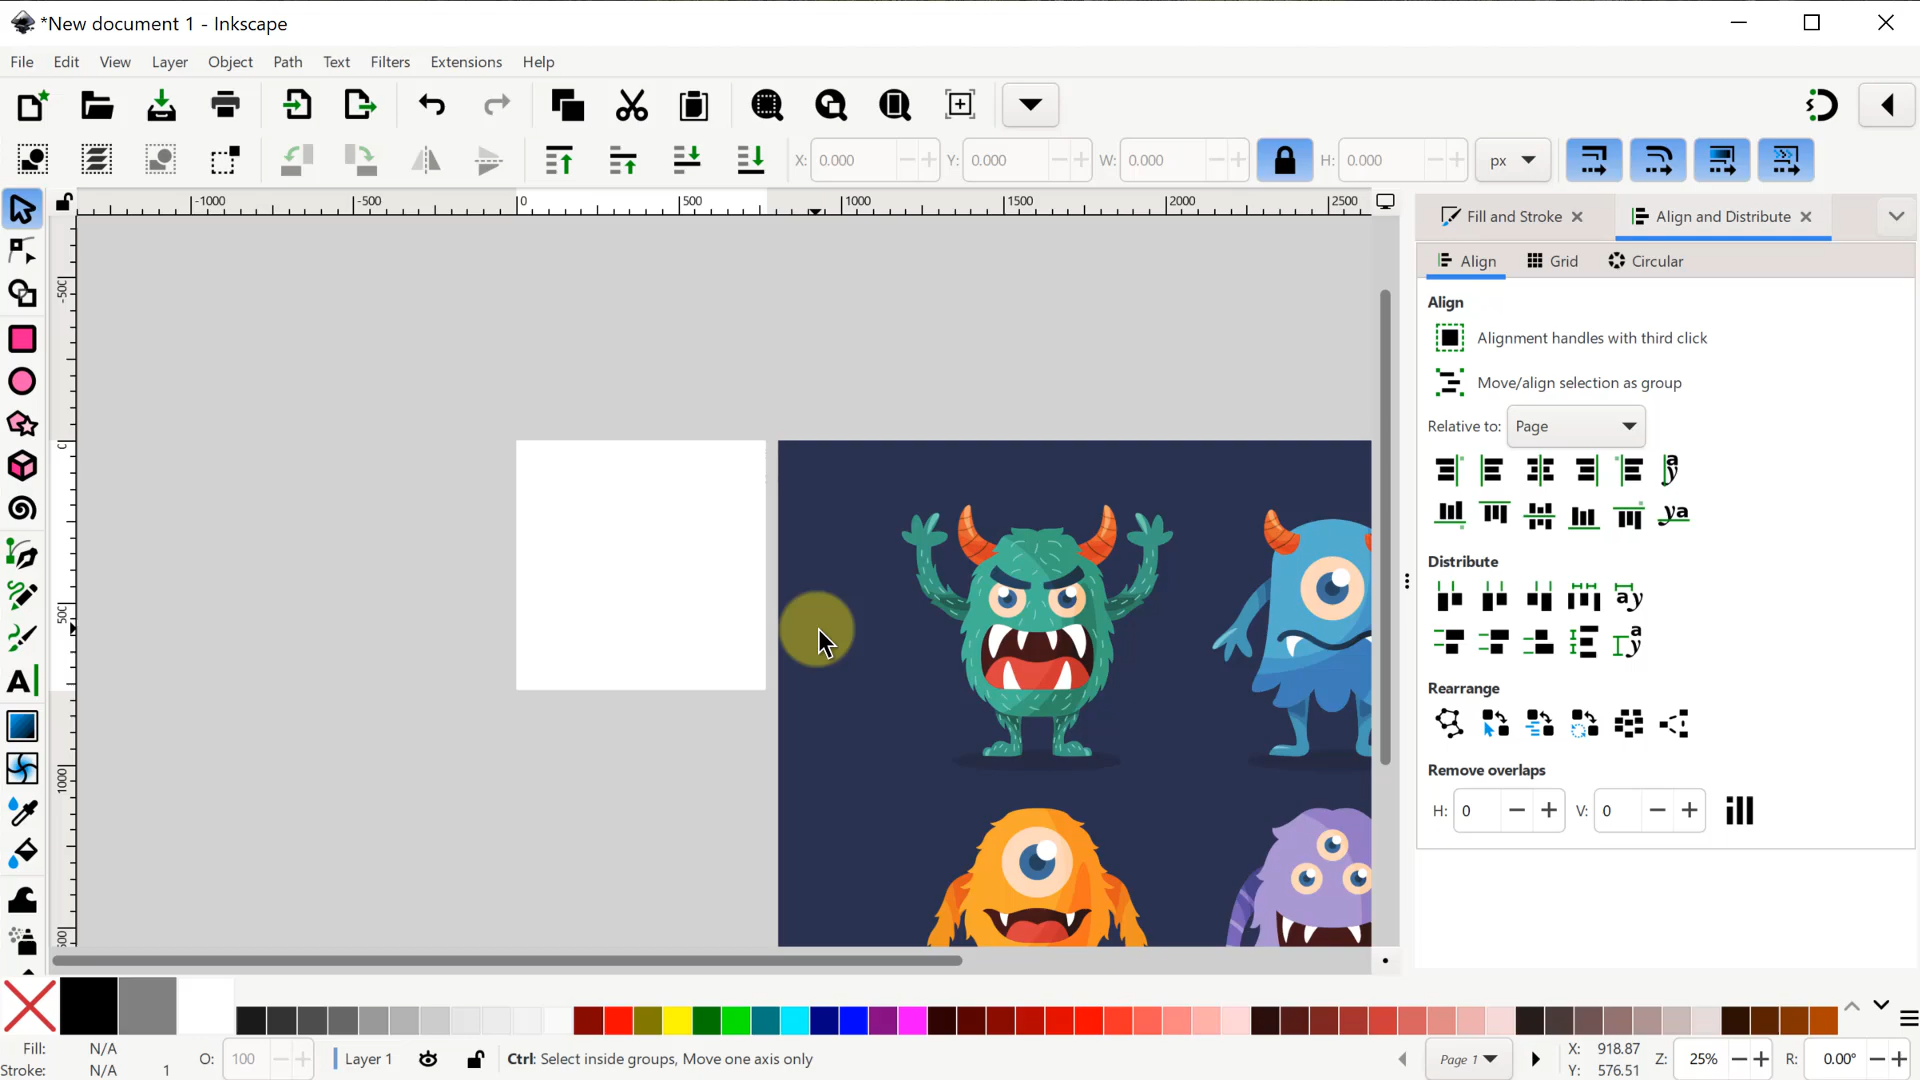 *New document 1 - Inkscape
File Edit View Layer Object Path Text Filters Extensions Help
X: 0.000 Y: 0.000 W: 0.000 H: 0.000 px
-1000 -500 0 500 1000 1500 2000 2500
Fill and Stroke Align and Distribute
Align Grid Circular
Align
Alignment handles with third click
Move/align selection as group
Relative to: Page
Distribute
Rearrange
Remove overlaps
H: 0 V: 0
-500
0
500
1000
Fill: N/A
Stroke: N/A 1
O: 100
Layer 1
Ctrl: Select inside groups, Move one axis only
Page 1
X: 918.87
Y: 576.51
Z: 25%
R: 0.00°